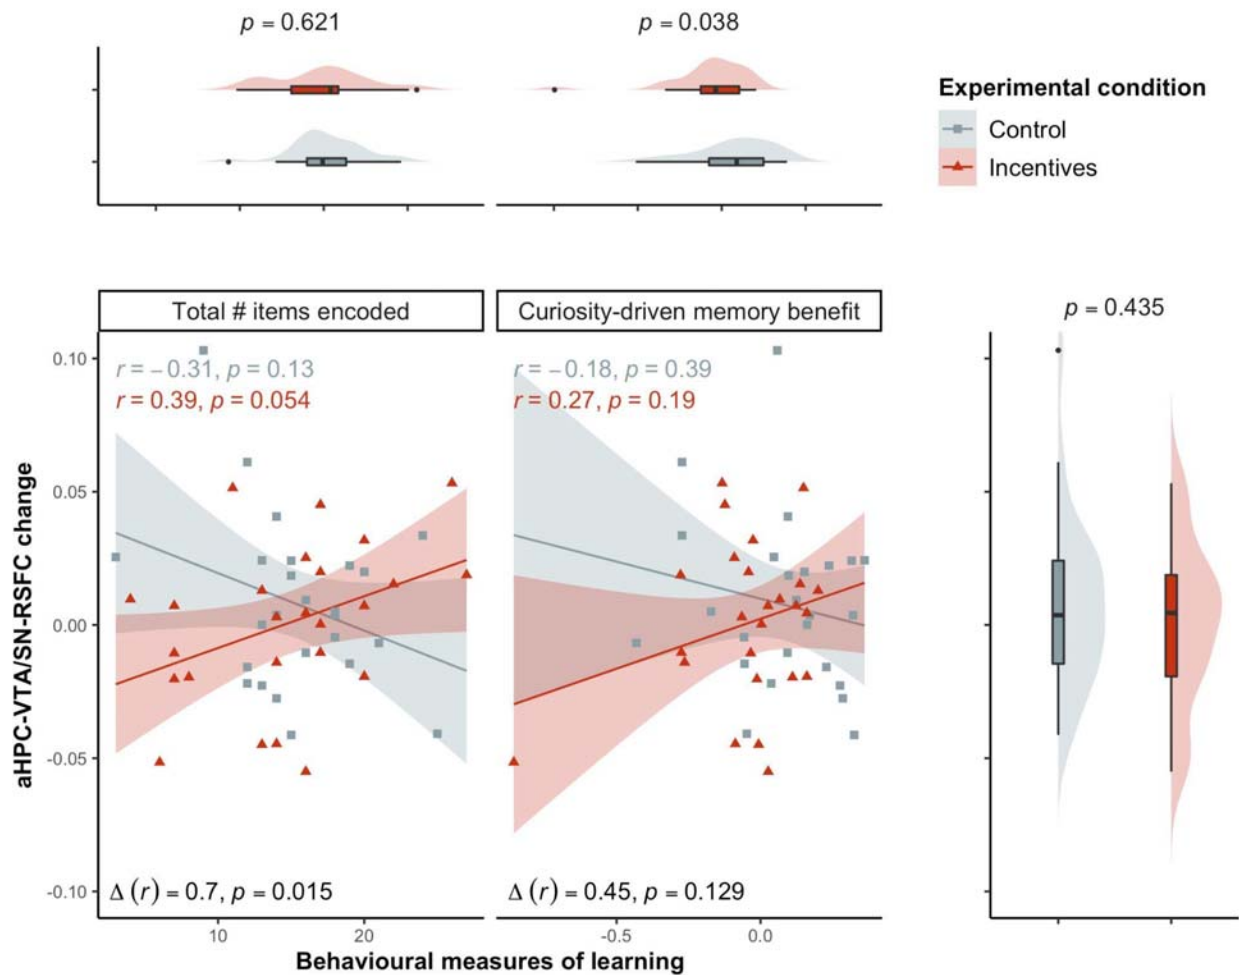 p = 0.621
p = 0.038
Experimental condition
Control
Incentives
Total # items encoded
Curiosity-driven memory benefit
p = 0.435
r = −0.31, p = 0.13
r = 0.39, p = 0.054
r = −0.18, p = 0.39
r = 0.27, p = 0.19
0.10
0.05
0.00
-0.05
-0.10
aHPC-VTA/SN-RSFC change
Δ (r) = 0.7, p = 0.015
Δ (r) = 0.45, p = 0.129
10
20
-0.5
0.0
Behavioural measures of learning